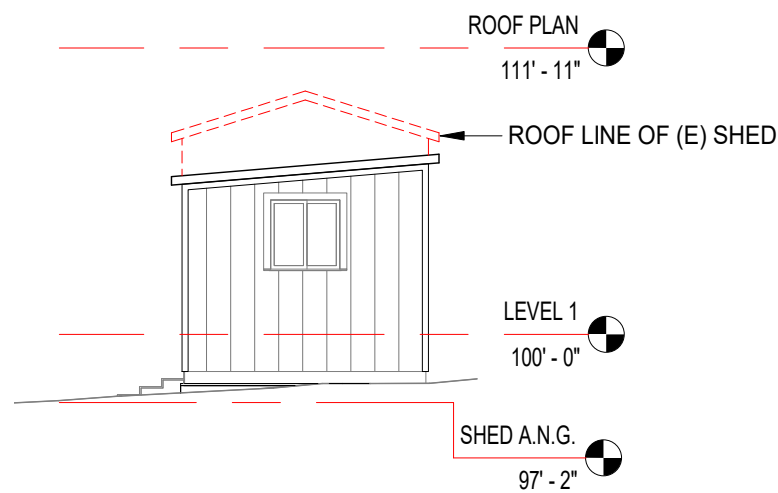 ROOF PLAN
111' - 11"
ROOF LINE OF (E) SHED
LEVEL 1
100' - 0"
SHED A.N.G.
97' - 2"